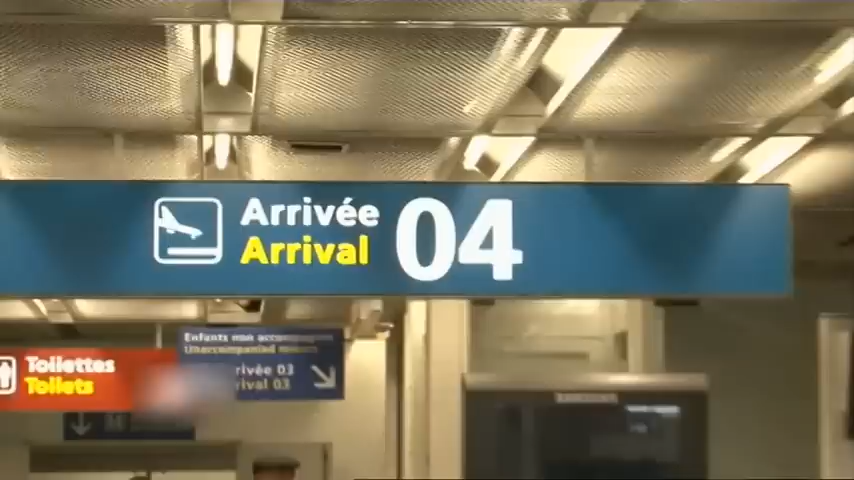 Arrivée
Arrival
04
Enfants non accompagnés
Unaccompanied minors
Toilettes
Toilets
Arrivée 03
Arrival 03